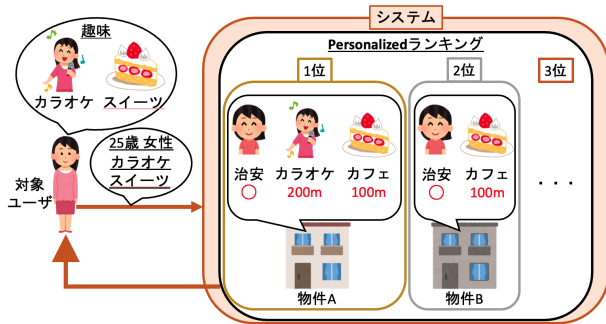 システム
Personalizedランキング
趣味
カラオケ スイーツ
25歳 女性
カラオケ
スイーツ
対象
ユーザ
1位
治安 カラオケ カフェ
〇 200m 100m
物件A
2位
治安 カフェ
〇 100m
物件B
3位
・・・